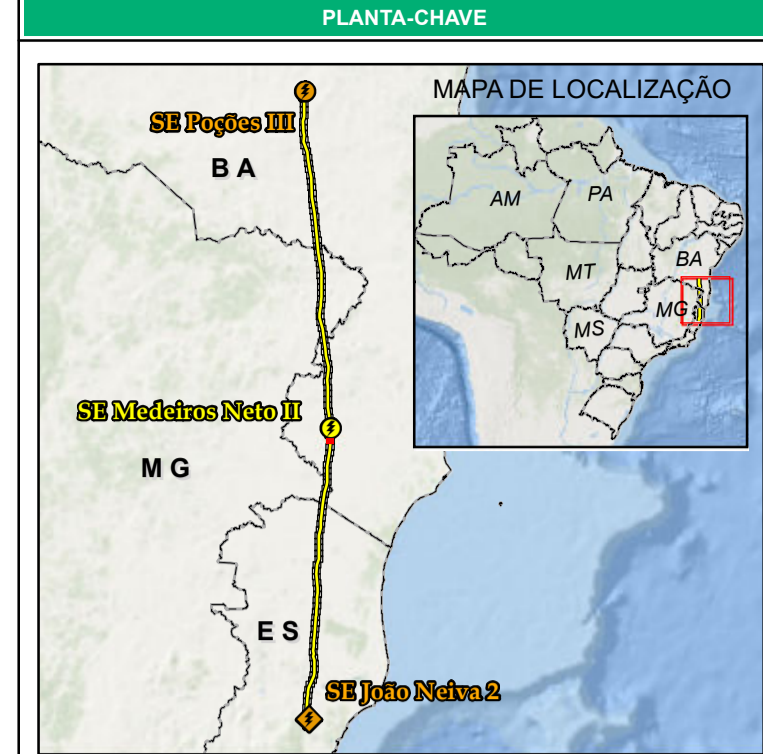 PLANTA-CHAVE
MAPA DE LOCALIZAÇÃO
SE Poções III
B A
AM
PA
BA
MT
MG
MS
SE Medeiros Neto II
M G
E S
SE João Neiva 2